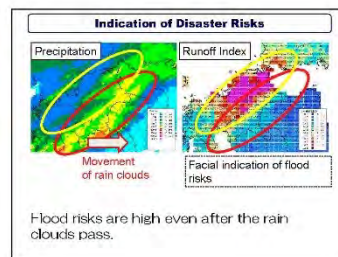 Indication of Disaster Risks
Precipitation
Runoff Index
Movement
of rain clouds
Facial indication of flood
risks
Flood risks are high even after the rain
clouds pass.